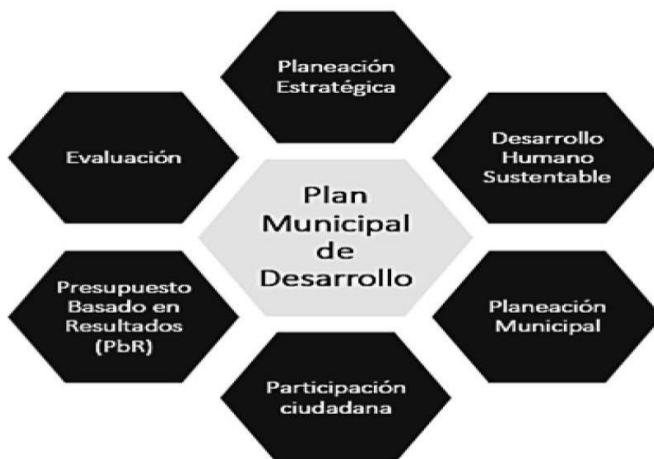 Planeación
Estratégica
Desarrollo
Humano
Sustentable
Planeación
Municipal
Participación
ciudadana
Presupuesto
Basado en
Resultados
(PbR)
Evaluación
Plan
Municipal
de
Desarrollo